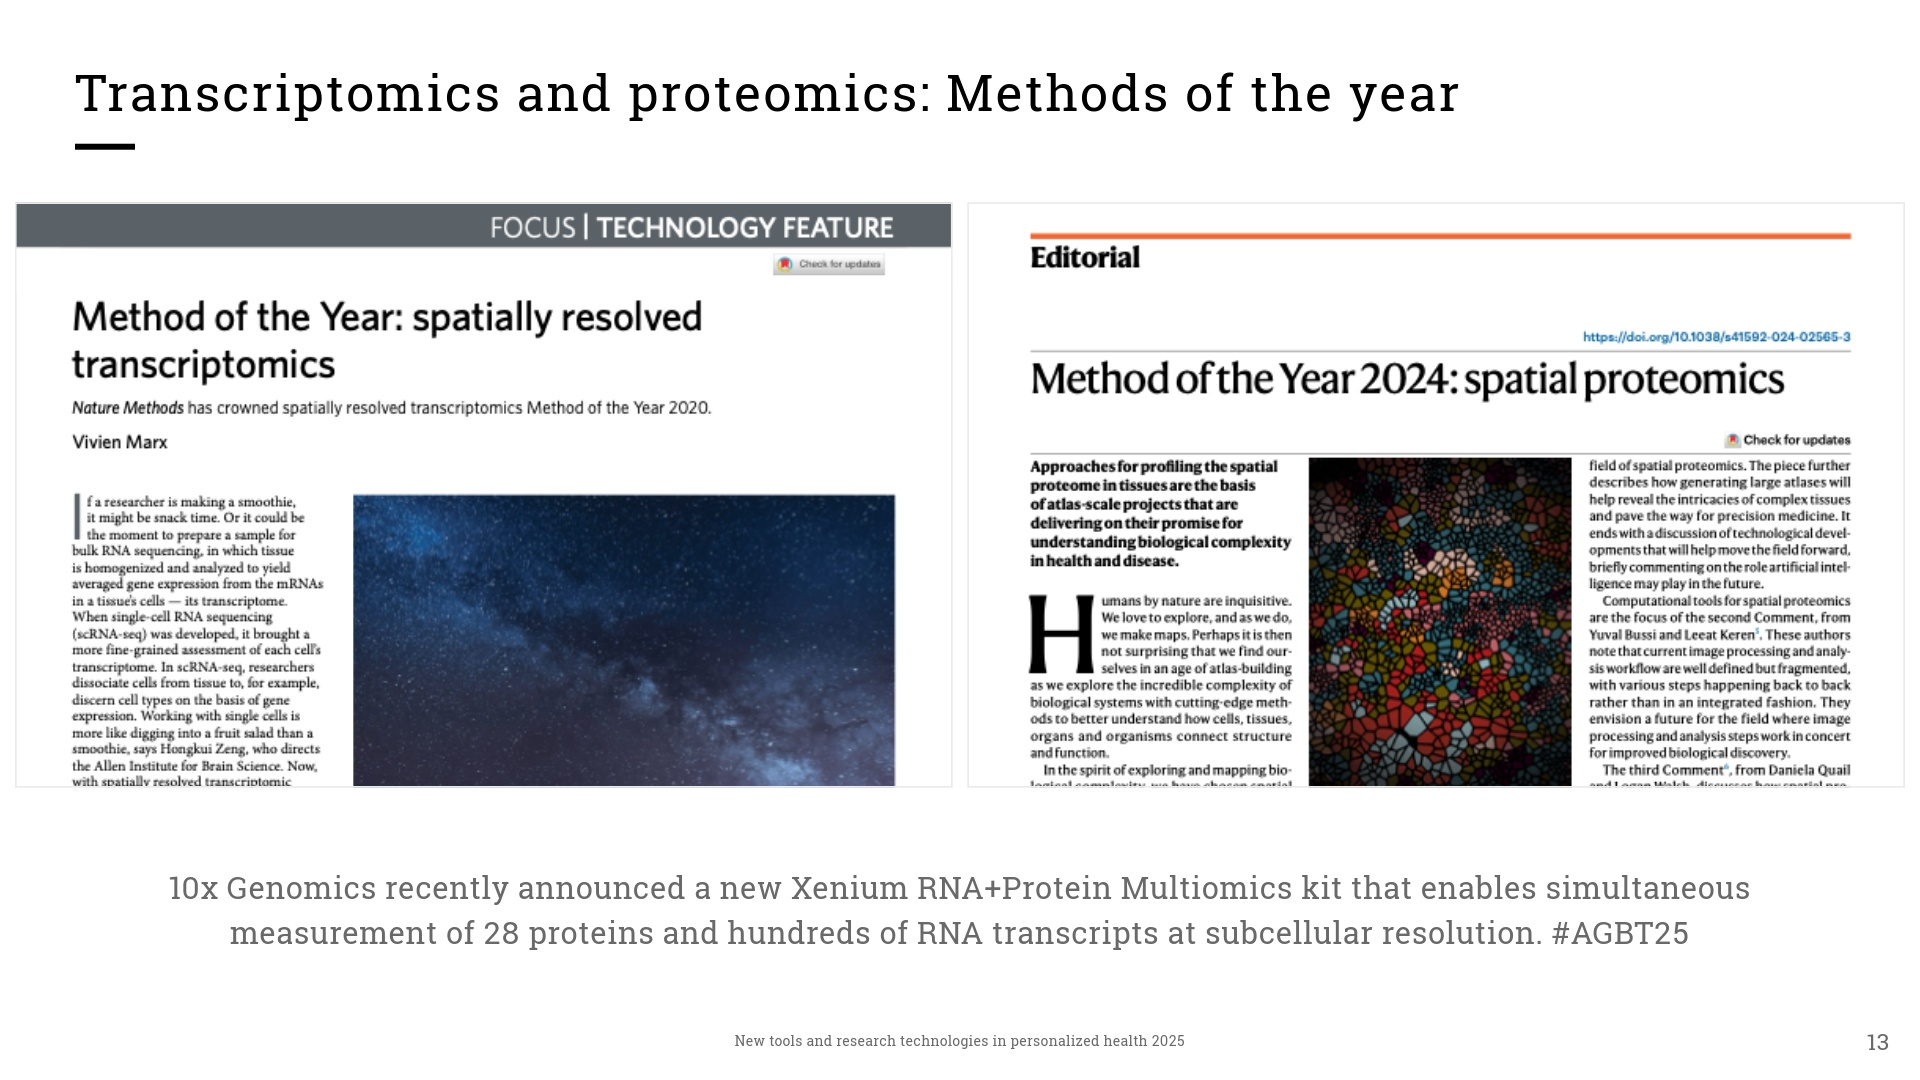 Transcriptomics and proteomics: Methods of the year
FOCUS | TECHNOLOGY FEATURE
Check for updates
Method of the Year: spatially resolved
transcriptomics
Nature Methods has crowned spatially resolved transcriptomics Method of the Year 2020.
Vivien Marx
If a researcher is making a smoothie,
it might be snack time. Or it could be
the moment to prepare a sample for
bulk RNA sequencing, in which tissue
is homogenized and analyzed to yield
averaged gene expression from the mRNAs
in a tissue's cells — its transcriptome.
When single-cell RNA sequencing
(scRNA-seq) was developed, it brought a
more fine-grained assessment of each cell's
transcriptome. In scRNA-seq, researchers
dissociate cells from tissue to, for example,
discern cell types on the basis of gene
expression. Working with single cells is
more like digging into a fruit salad than a
smoothie, says Hongkui Zeng, who directs
the Allen Institute for Brain Science. Now,
with spatially resolved transcriptomic
Editorial
https://doi.org/10.1038/s41592-024-02565-3
Method of the Year 2024: spatial proteomics
Check for updates
Approaches for profiling the spatial
proteome in tissues are the basis
of atlas-scale projects that are
delivering on their promise for
understanding biological complexity
in health and disease.
Humans by nature are inquisitive.
We love to explore, and as we do,
we make maps. Perhaps it is then
not surprising that we find our-
selves in an age of atlas-building
as we explore the incredible complexity of
biological systems with cutting-edge meth-
ods to better understand how cells, tissues,
organs and organisms connect structure
and function.
In the spirit of exploring and mapping bio-
logical complexity, we have chosen spatial
field of spatial proteomics. The piece further
describes how generating large atlases will
help reveal the intricacies of complex tissues
and pave the way for precision medicine. It
ends with a discussion of technological devel-
opments that will help move the field forward,
briefly commenting on the role artificial intel-
ligence may play in the future.
Computational tools for spatial proteomics
are the focus of the second Comment, from
Yuval Bussi and Leeat Keren5. These authors
note that current image processing and analy-
sis workflow are well defined but fragmented,
with various steps happening back to back
rather than in an integrated fashion. They
envision a future for the field where image
processing and analysis steps work in concert
for improved biological discovery.
The third Comment6, from Daniela Quail
and Logan Walsh, discusses how spatial pro-
10x Genomics recently announced a new Xenium RNA+Protein Multiomics kit that enables simultaneous
measurement of 28 proteins and hundreds of RNA transcripts at subcellular resolution. #AGBT25
New tools and research technologies in personalized health 2025
13